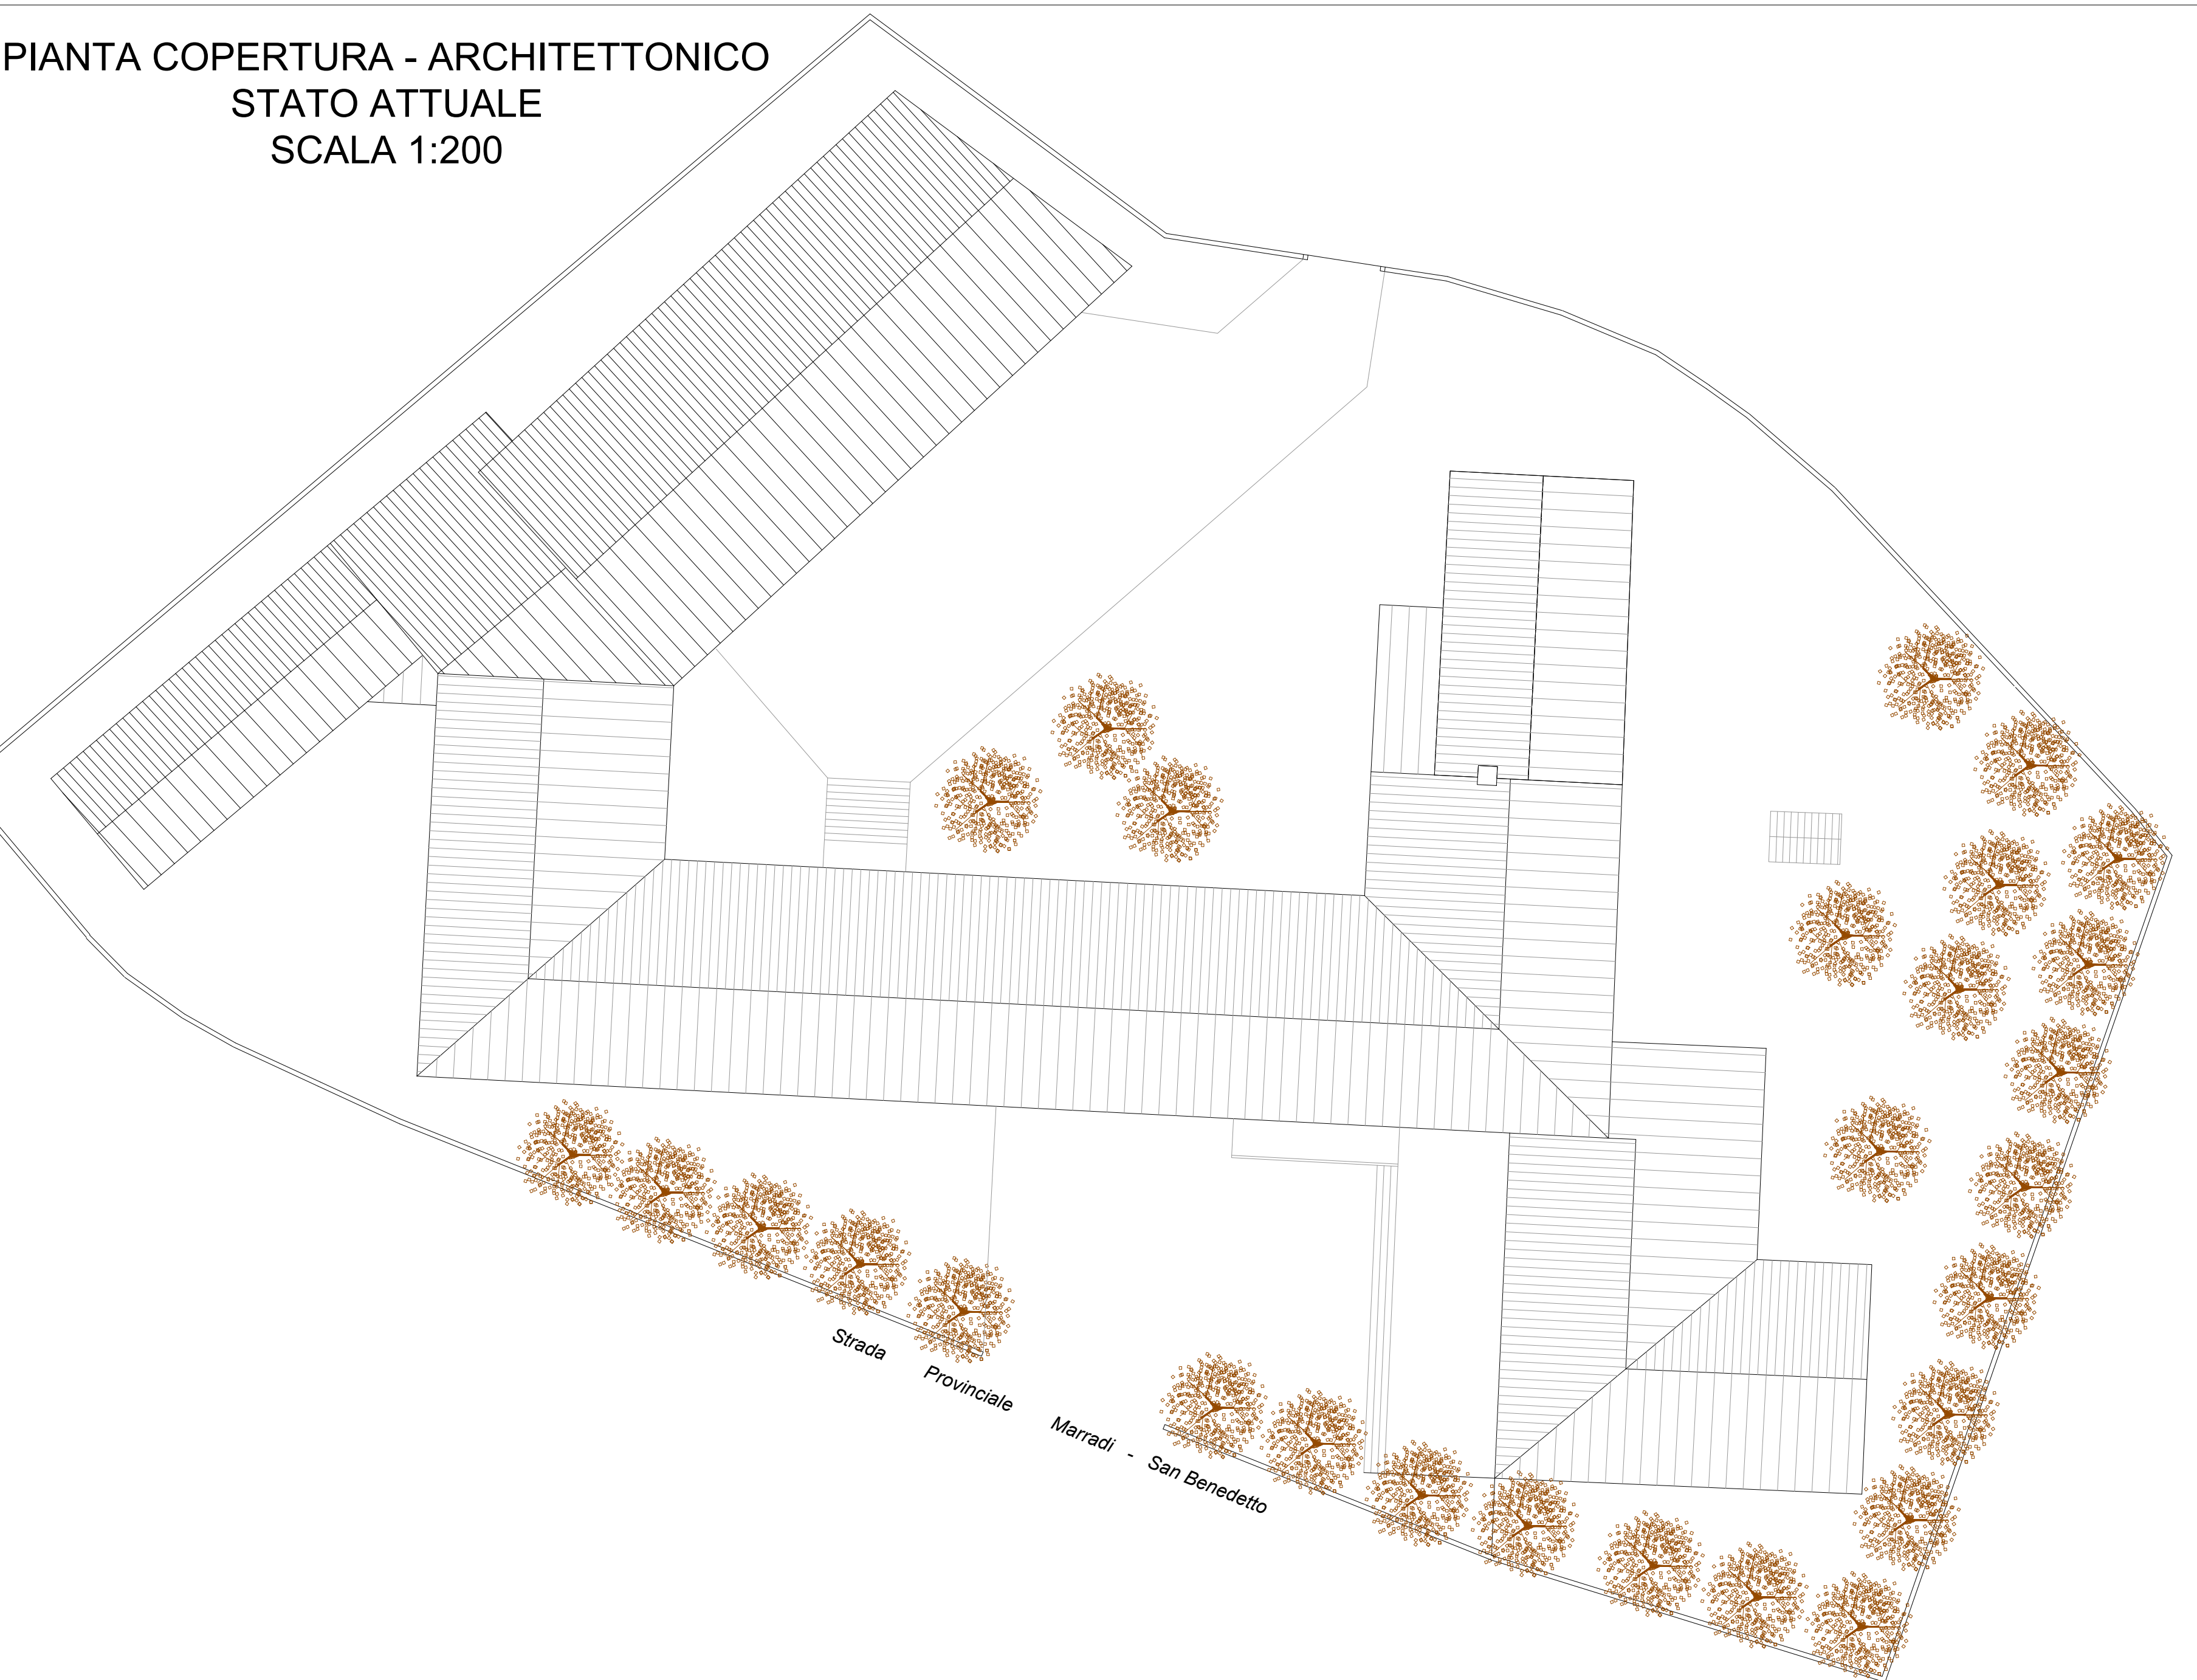 PIANTA COPERTURA - ARCHITETTONICO
STATO ATTUALE
SCALA 1:200
Strada Provinciale Marradi - San Benedetto